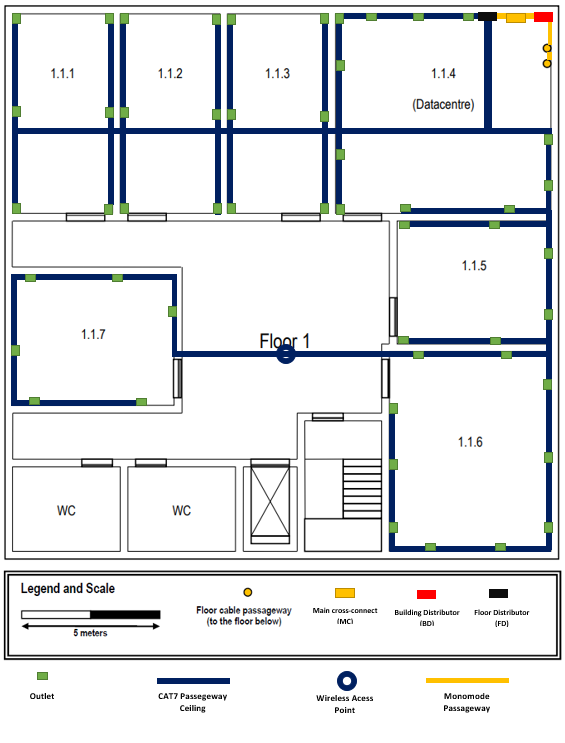 1.1.1
1.1.2
1.1.3
1.1.4
(Datacentre)
1.1.5
Floor 1
1.1.7
1.1.6
WC
WC
Legend and Scale
5 meters
Floor cable passageway
(to the floor below)
Main cross-connect
(MC)
Building Distributor
(BD)
Floor Distributor
(FD)
Outlet
CAT7 Passegeway
Ceiling
Wireless Acess
Point
Monomode
Passageway